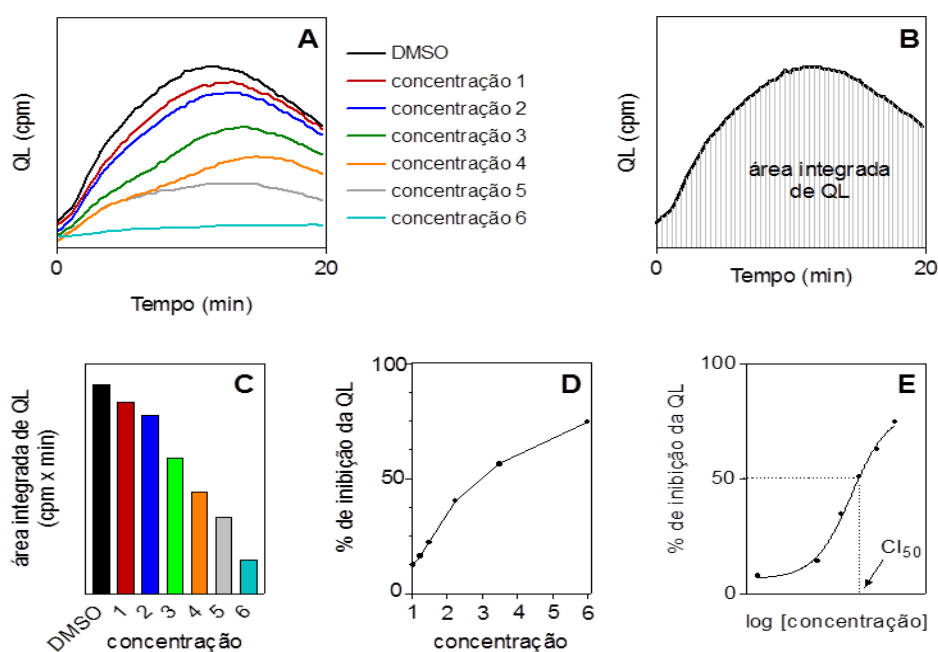 A
QL (cpm)
0
20
Tempo (min)
DMSO
concentração 1
concentração 2
concentração 3
concentração 4
concentração 5
concentração 6
B
QL (cpm)
área integrada
de QL
0
20
Tempo (min)
C
área integrada de QL
(cpm x min)
DMSO
1
2
3
4
5
6
concentração
D
% de inibição da QL
100
50
0
1 2 3 4 5 6
concentração
E
% de inibição da QL
100
50
0
CI50
log [concentração]